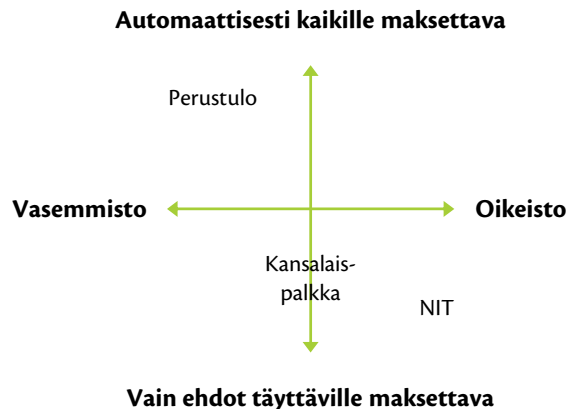 Automaattisesti kaikille maksettava
Perustulo
Vasemmisto
Oikeisto
Kansalais-
palkka
NIT
Vain ehdot täyttäville maksettava